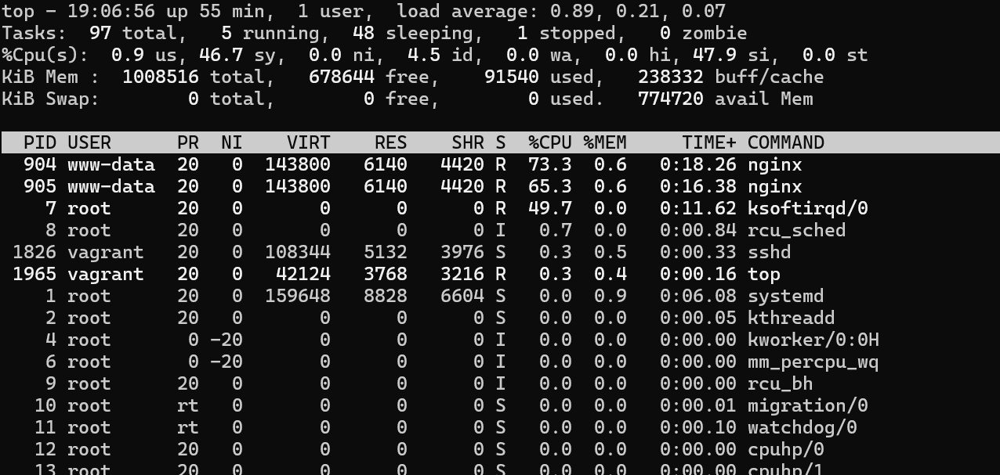 top - 19:06:56 up 55 min,  1 user,  load average: 0.89, 0.21, 0.07
Tasks:  97 total,   5 running,  48 sleeping,   1 stopped,   0 zombie
%Cpu(s):  0.9 us, 46.7 sy,  0.0 ni,  4.5 id,  0.0 wa,  0.0 hi, 47.9 si,  0.0 st
KiB Mem :  1008516 total,   678644 free,    91540 used,   238332 buff/cache
KiB Swap:        0 total,        0 free,        0 used.   774720 avail Mem
  PID USER      PR  NI    VIRT    RES    SHR S  %CPU %MEM     TIME+ COMMAND
  904 www-data  20   0  143800   6140   4420 R  73.3  0.6   0:18.26 nginx
  905 www-data  20   0  143800   6140   4420 R  65.3  0.6   0:16.38 nginx
    7 root      20   0       0      0      0 R  49.7  0.0   0:11.62 ksoftirqd/0
    8 root      20   0       0      0      0 I   0.7  0.0   0:00.84 rcu_sched
 1826 vagrant   20   0  108344   5132   3976 S   0.3  0.5   0:00.33 sshd
 1965 vagrant   20   0   42124   3768   3216 R   0.3  0.4   0:00.16 top
    1 root      20   0  159648   8828   6604 S   0.0  0.9   0:06.08 systemd
    2 root      20   0       0      0      0 S   0.0  0.0   0:00.05 kthreadd
    4 root       0 -20       0      0      0 I   0.0  0.0   0:00.00 kworker/0:0H
    6 root       0 -20       0      0      0 I   0.0  0.0   0:00.00 mm_percpu_wq
    9 root      20   0       0      0      0 I   0.0  0.0   0:00.00 rcu_bh
   10 root      rt   0       0      0      0 S   0.0  0.0   0:00.01 migration/0
   11 root      rt   0       0      0      0 S   0.0  0.0   0:00.10 watchdog/0
   12 root      20   0       0      0      0 S   0.0  0.0   0:00.00 cpuhp/0
   13 root      20   0       0      0      0 S   0.0  0.0   0:00.00 cpuhp/1